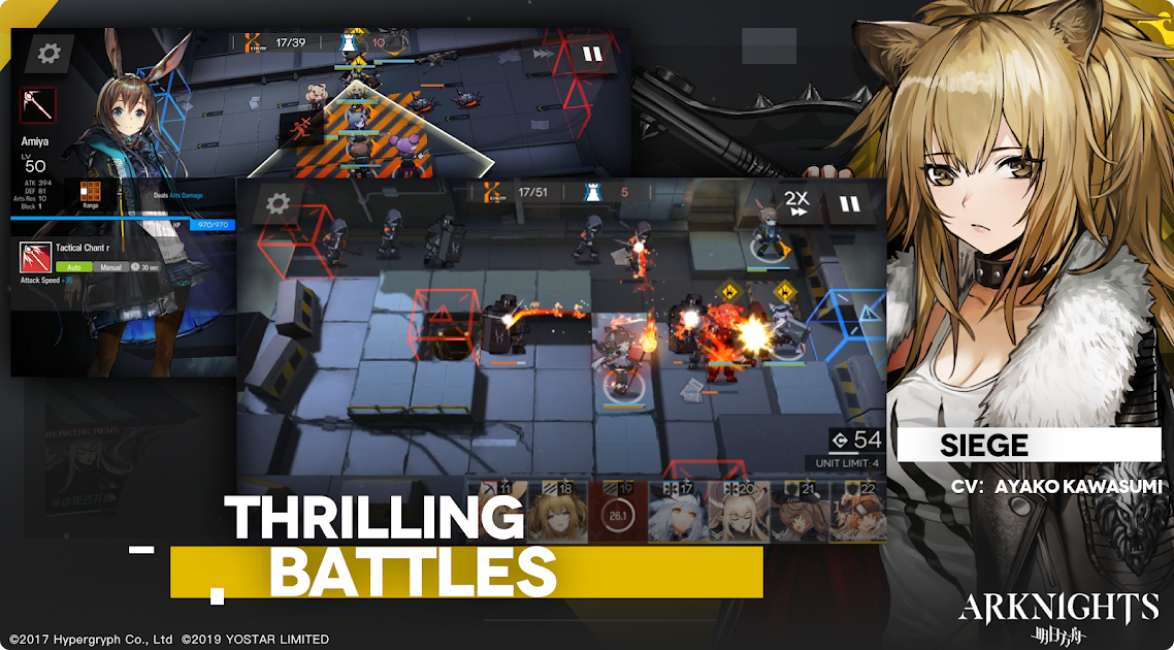 17/39
10
Amiya
LV
50
ATK 394
DEF 81
Arts Res 10
Block 1
Range
Deals Arts Damage
HP
970/970
Tactical Chant r
Auto
Manual
30 sec
Attack Speed +
17/51
5
2X
54
UNIT LIMIT: 4
11
18
19
17
20
21
22
26.1
SIEGE
CV: AYAKO KAWASUMI
THRILLING
BATTLES
ARKNIGHTS
明日方舟
©2017 Hypergryph Co., Ltd ©2019 YOSTAR LIMITED